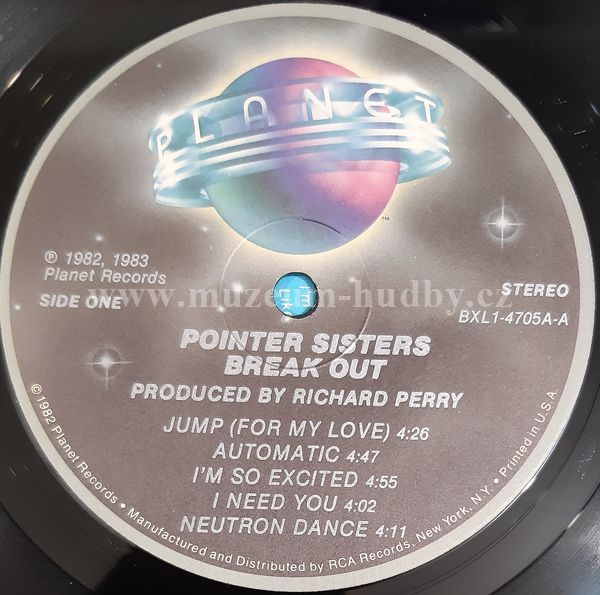 PLANET
TM
℗ 1982, 1983
Planet Records
SIDE ONE
STEREO
BXL1-4705A-A
www.muzeum-hudby.cz
POINTER SISTERS
BREAK OUT
PRODUCED BY RICHARD PERRY
JUMP (FOR MY LOVE) 4:26
AUTOMATIC 4:47
I'M SO EXCITED 4:55
I NEED YOU 4:02
NEUTRON DANCE 4:11
© 1982 Planet Records • Manufactured and Distributed by RCA Records, New York, N.Y. • Printed in U.S.A.